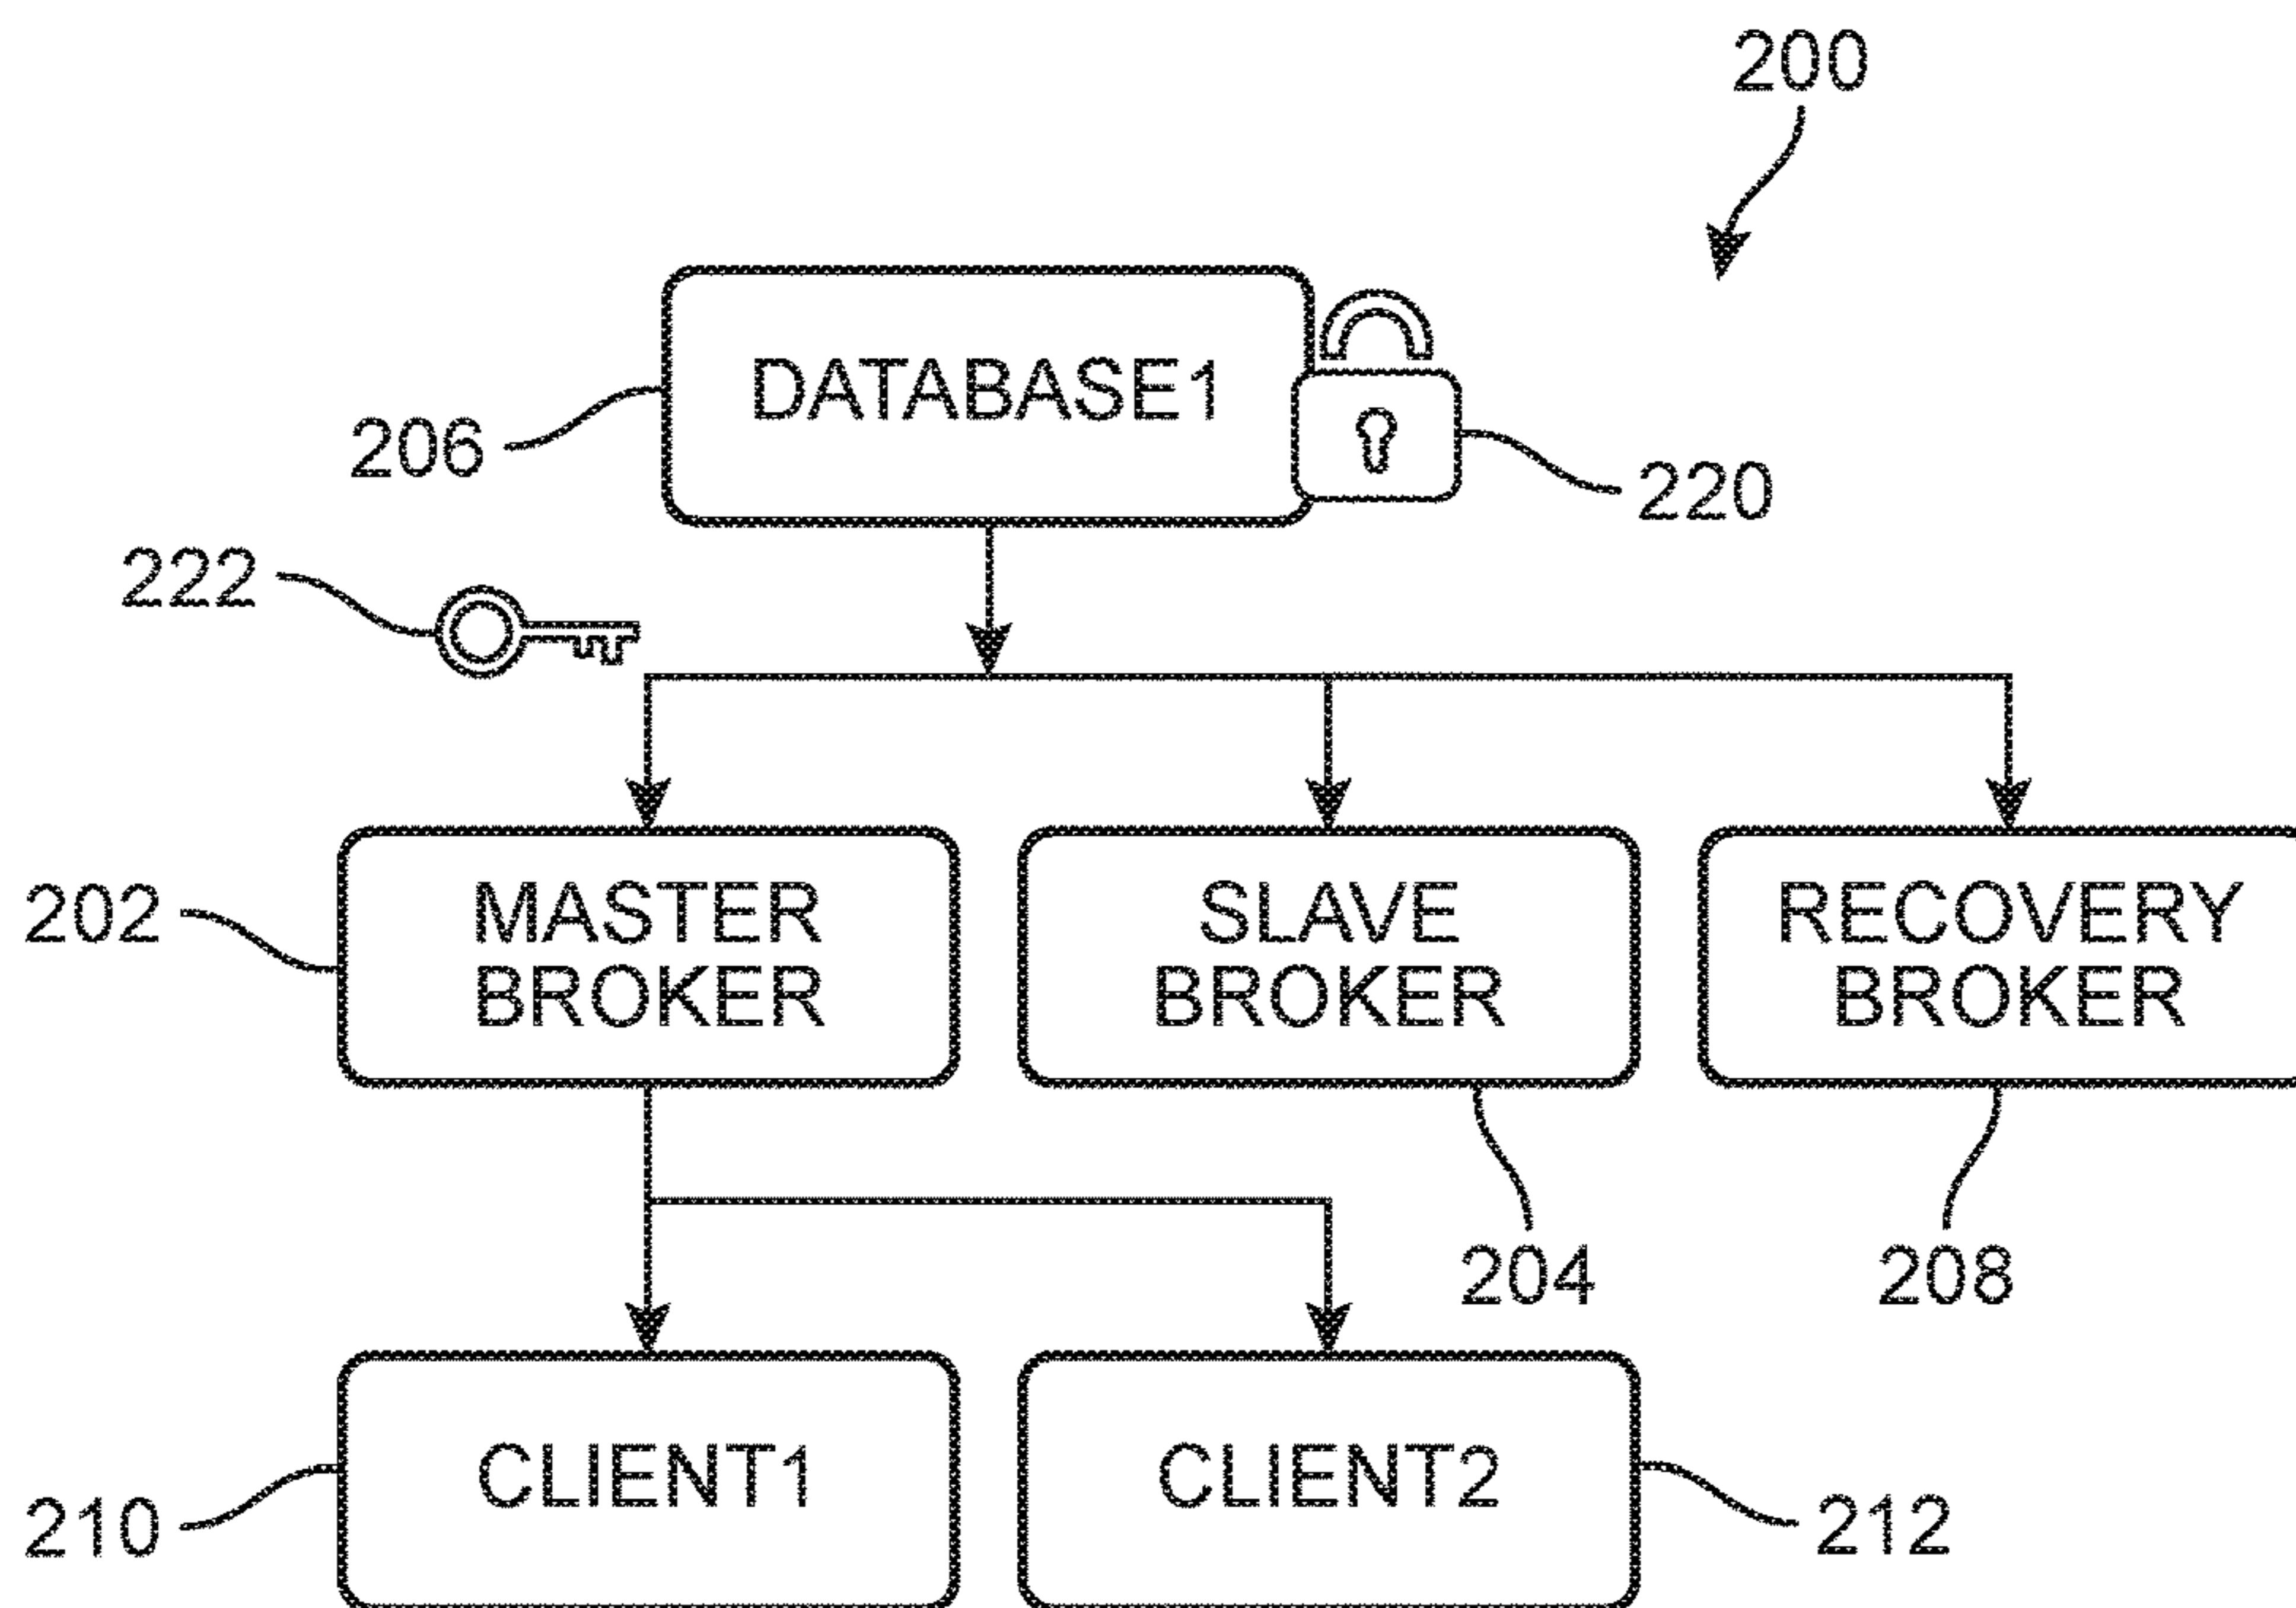 200
DATABASE1
206
220
222
202
MASTER
BROKER
SLAVE
BROKER
RECOVERY
BROKER
204
208
CLIENT1
CLIENT2
210
212